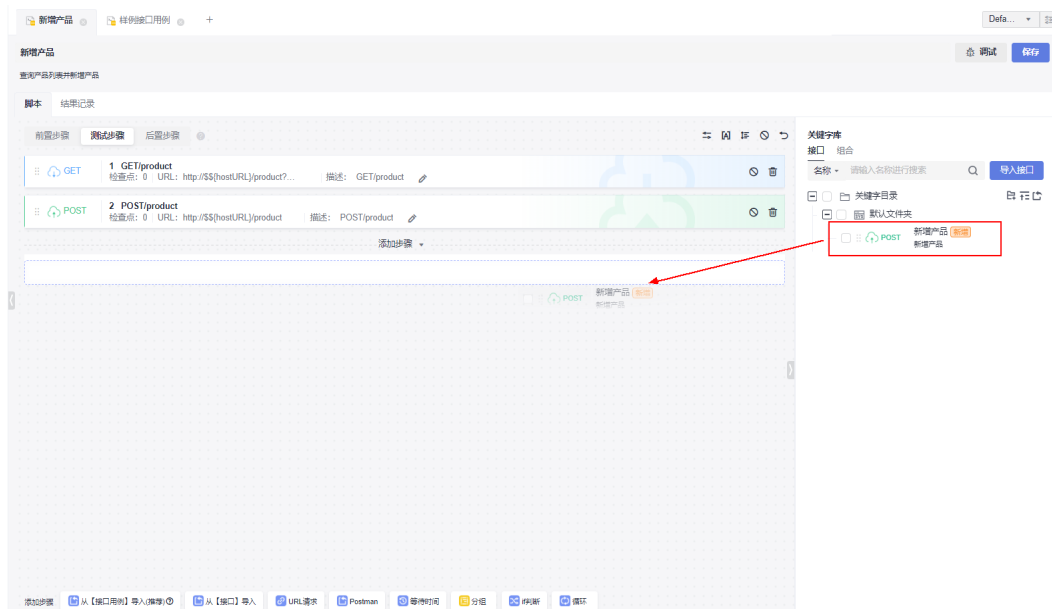 新增产品
样例接口用例
+
Defa...
新增产品
调试
保存
查询产品列表并新增产品
脚本
结果记录
前置步骤
测试步骤
后置步骤
关键字库
接口
组合
GET
1 GET/product
检查点: 0 URL: http://$${hostURL}/product?...
描述: GET/product
名称
请输入名称进行搜索
导入接口
关键字目录
POST
2 POST/product
检查点: 0 URL: http://$${hostURL}/product
描述: POST/product
默认文件夹
POST
新增产品 新增
新增产品
添加步骤
POST
新增产品 新增
新增产品
添加步骤
从【接口用例】导入(推荐)
从【接口】导入
URL请求
Postman
等待时间
分组
if判断
循环